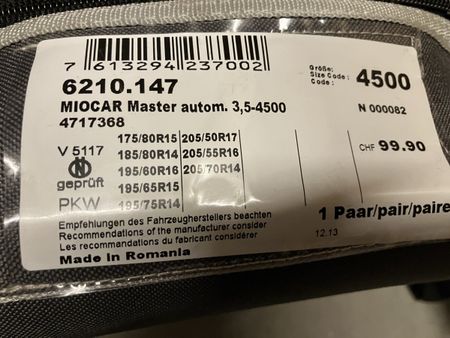 7 613294 237002
6210.147
Größe:
Size Code :
Code :
4500
MIOCAR Master autom. 3,5-4500
N 000082
4717368
V 5117
N
geprüft
PKW
175/80R15
185/80R14
195/60R16
195/65R15
195/75R14
205/50R17
205/55R16
205/70R14
CHF 99.90
Empfehlungen des Fahrzeugherstellers beachten
Recommendations of the manufacturer consider
Les recommandations du fabricant considérer
1 Paar/pair/paire
12.13
Made in Romania